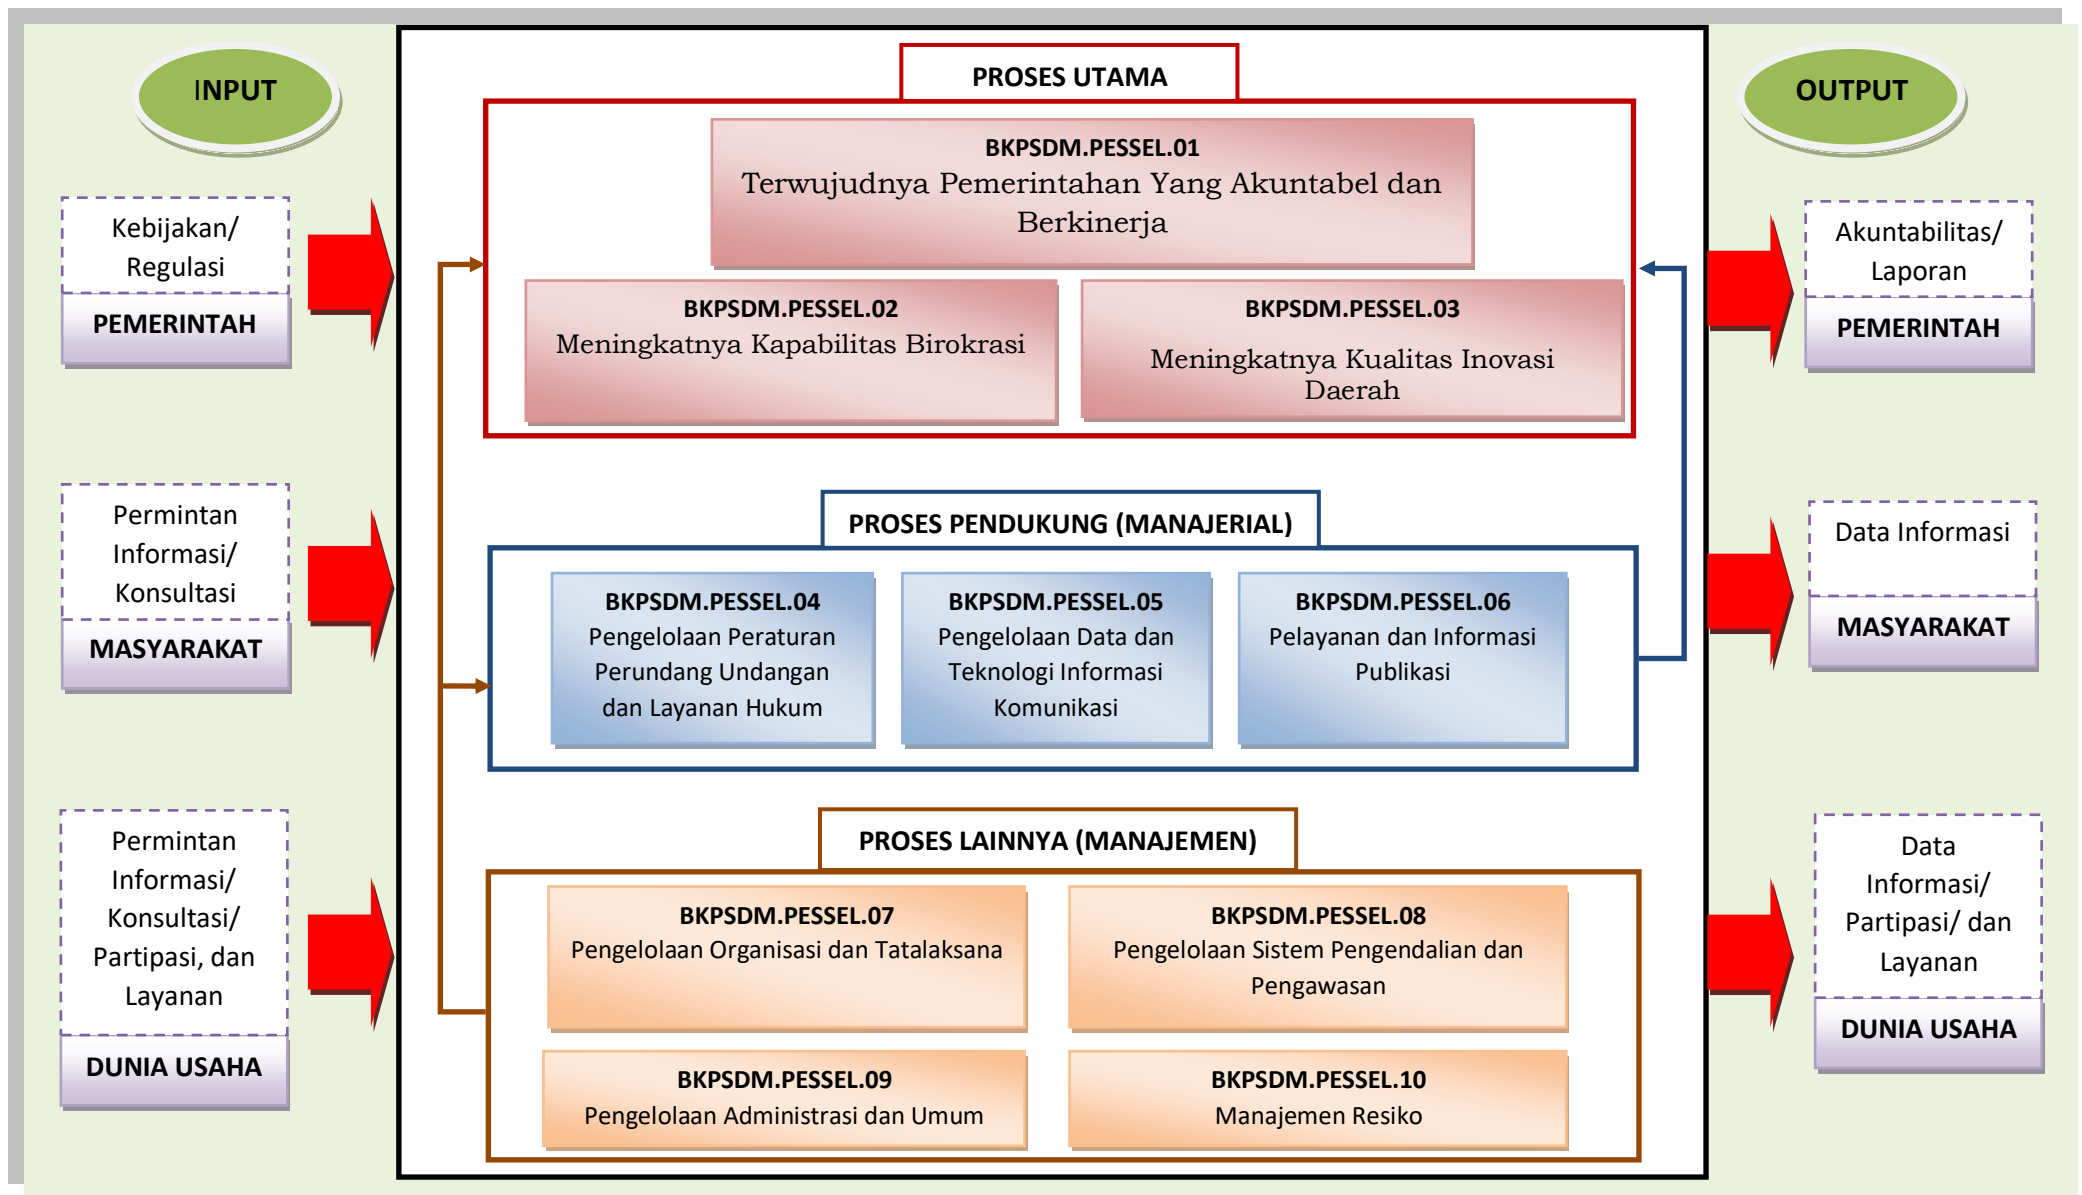 INPUT
Kebijakan/
Regulasi
PEMERINTAH
Permintan
Informasi/
Konsultasi
MASYARAKAT
Permintan
Informasi/
Konsultasi/
Partipasi, dan
Layanan
DUNIA USAHA
PROSES UTAMA
BKPSDM.PESSEL.01
Terwujudnya Pemerintahan Yang Akuntabel dan
Berkinerja
BKPSDM.PESSEL.02
Meningkatnya Kapabilitas Birokrasi
BKPSDM.PESSEL.03
Meningkatnya Kualitas Inovasi
Daerah
PROSES PENDUKUNG (MANAJERIAL)
BKPSDM.PESSEL.04
Pengelolaan Peraturan
Perundang Undangan
dan Layanan Hukum
BKPSDM.PESSEL.05
Pengelolaan Data dan
Teknologi Informasi
Komunikasi
BKPSDM.PESSEL.06
Pelayanan dan Informasi
Publikasi
PROSES LAINNYA (MANAJEMEN)
BKPSDM.PESSEL.07
Pengelolaan Organisasi dan Tatalaksana
BKPSDM.PESSEL.08
Pengelolaan Sistem Pengendalian dan
Pengawasan
BKPSDM.PESSEL.09
Pengelolaan Administrasi dan Umum
BKPSDM.PESSEL.10
Manajemen Resiko
OUTPUT
Akuntabilitas/
Laporan
PEMERINTAH
Data Informasi
MASYARAKAT
Data
Informasi/
Partipasi/ dan
Layanan
DUNIA USAHA